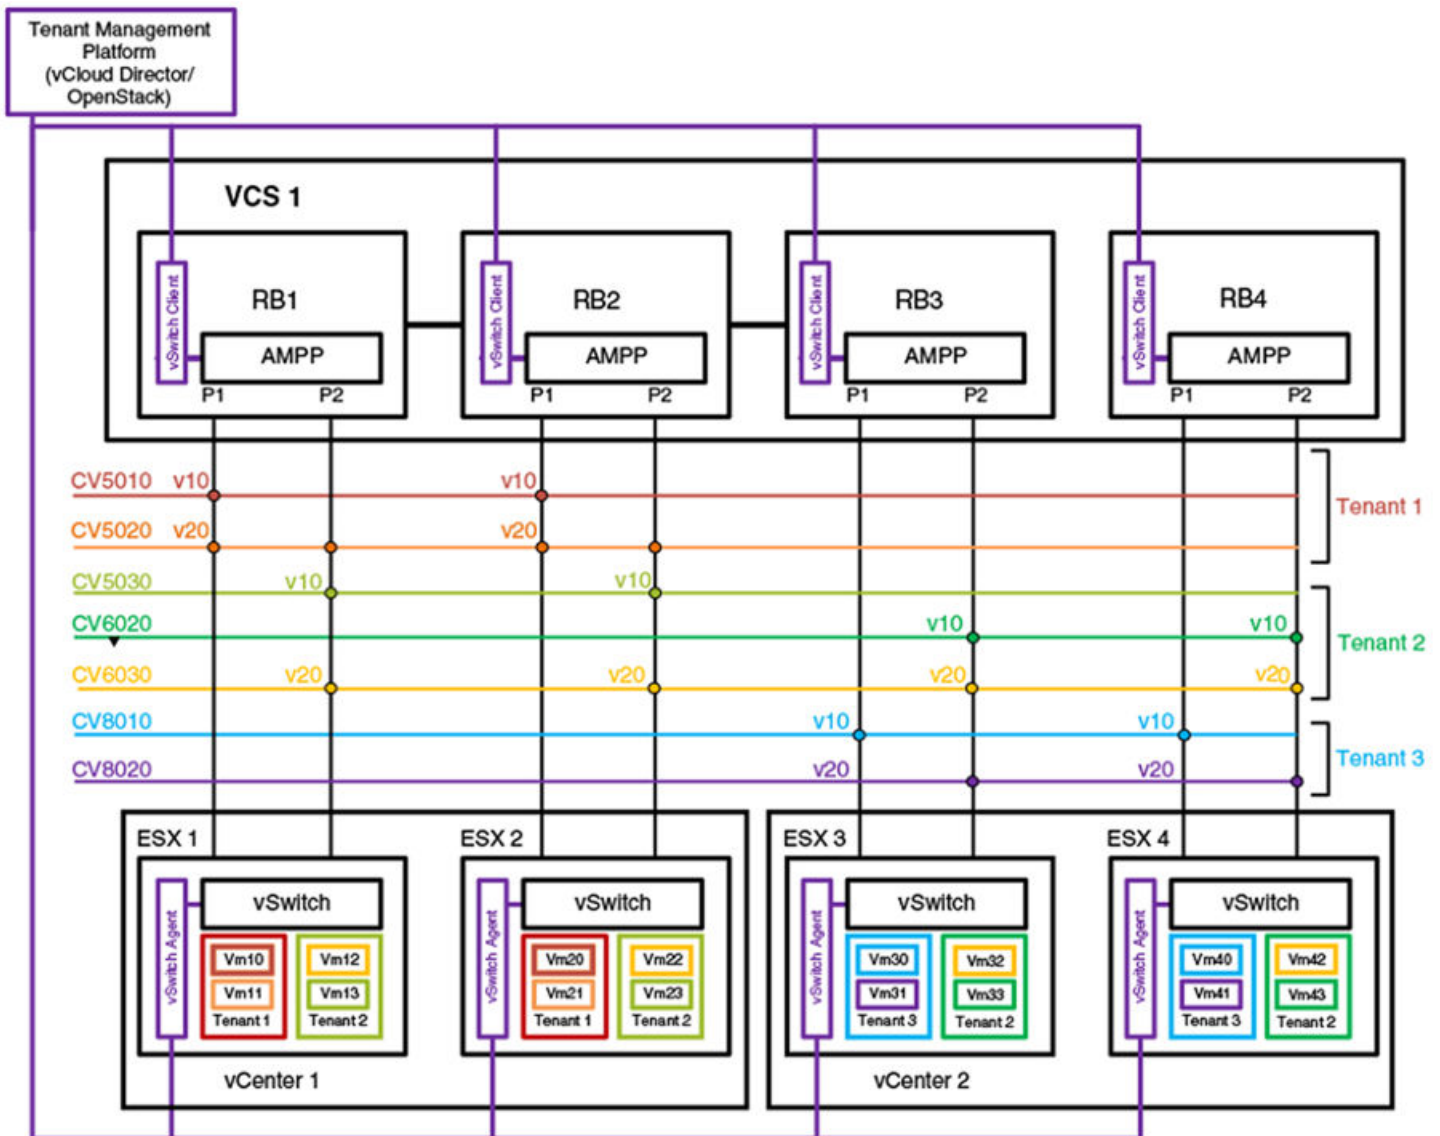 Tenant Management
Platform
(vCloud Director/
OpenStack)
VCS 1
vSwitch Client
RB1
AMPP
P1 P2
vSwitch Client
RB2
AMPP
P1 P2
vSwitch Client
RB3
AMPP
P1 P2
vSwitch Client
RB4
AMPP
P1 P2
CV5010 v10 v10
Tenant 1
CV5020 v20 v20
CV5030 v10 v10
CV6020 v10 v10
Tenant 2
CV6030 v20 v20 v20 v20
CV8010 v10 v10
Tenant 3
CV8020 v20 v20
ESX 1
vSwitch Agent
vSwitch
Vm10 Vm12
Vm11 Vm13
Tenant 1 Tenant 2
ESX 2
vSwitch Agent
vSwitch
Vm20 Vm22
Vm21 Vm23
Tenant 1 Tenant 2
vCenter 1
ESX 3
vSwitch Agent
vSwitch
Vm30 Vm32
Vm31 Vm33
Tenant 3 Tenant 2
ESX 4
vSwitch Agent
vSwitch
Vm40 Vm42
Vm41 Vm43
Tenant 3 Tenant 2
vCenter 2